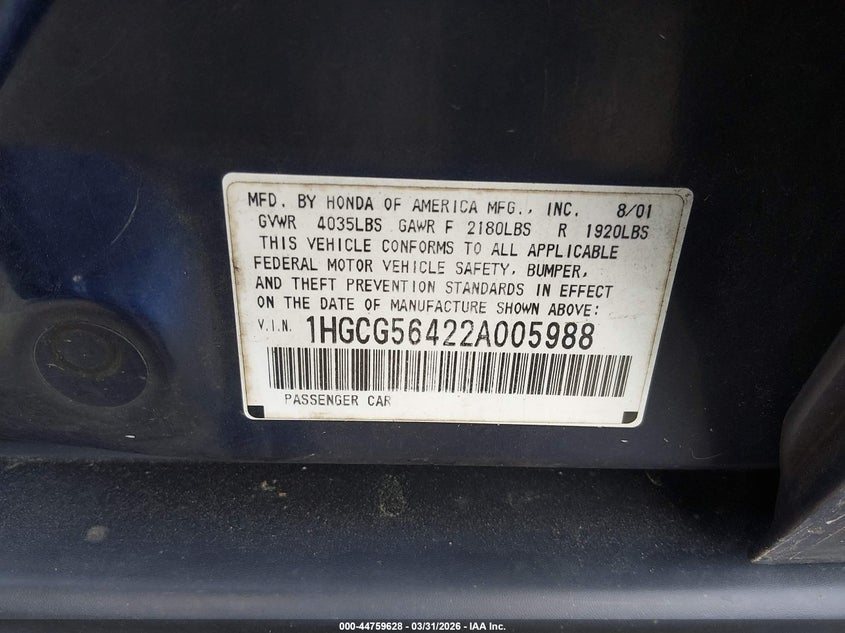 MFD. BY HONDA OF AMERICA MFG., INC. 8/01
GVWR 4035LBS GAWR F 2180LBS R 1920LBS
THIS VEHICLE CONFORMS TO ALL APPLICABLE
FEDERAL MOTOR VEHICLE SAFETY, BUMPER,
AND THEFT PREVENTION STANDARDS IN EFFECT
ON THE DATE OF MANUFACTURE SHOWN ABOVE:
V.I.N. 1HGCG56422A005988
PASSENGER CAR
000-44759628 - 03/31/2026 - IAA Inc.